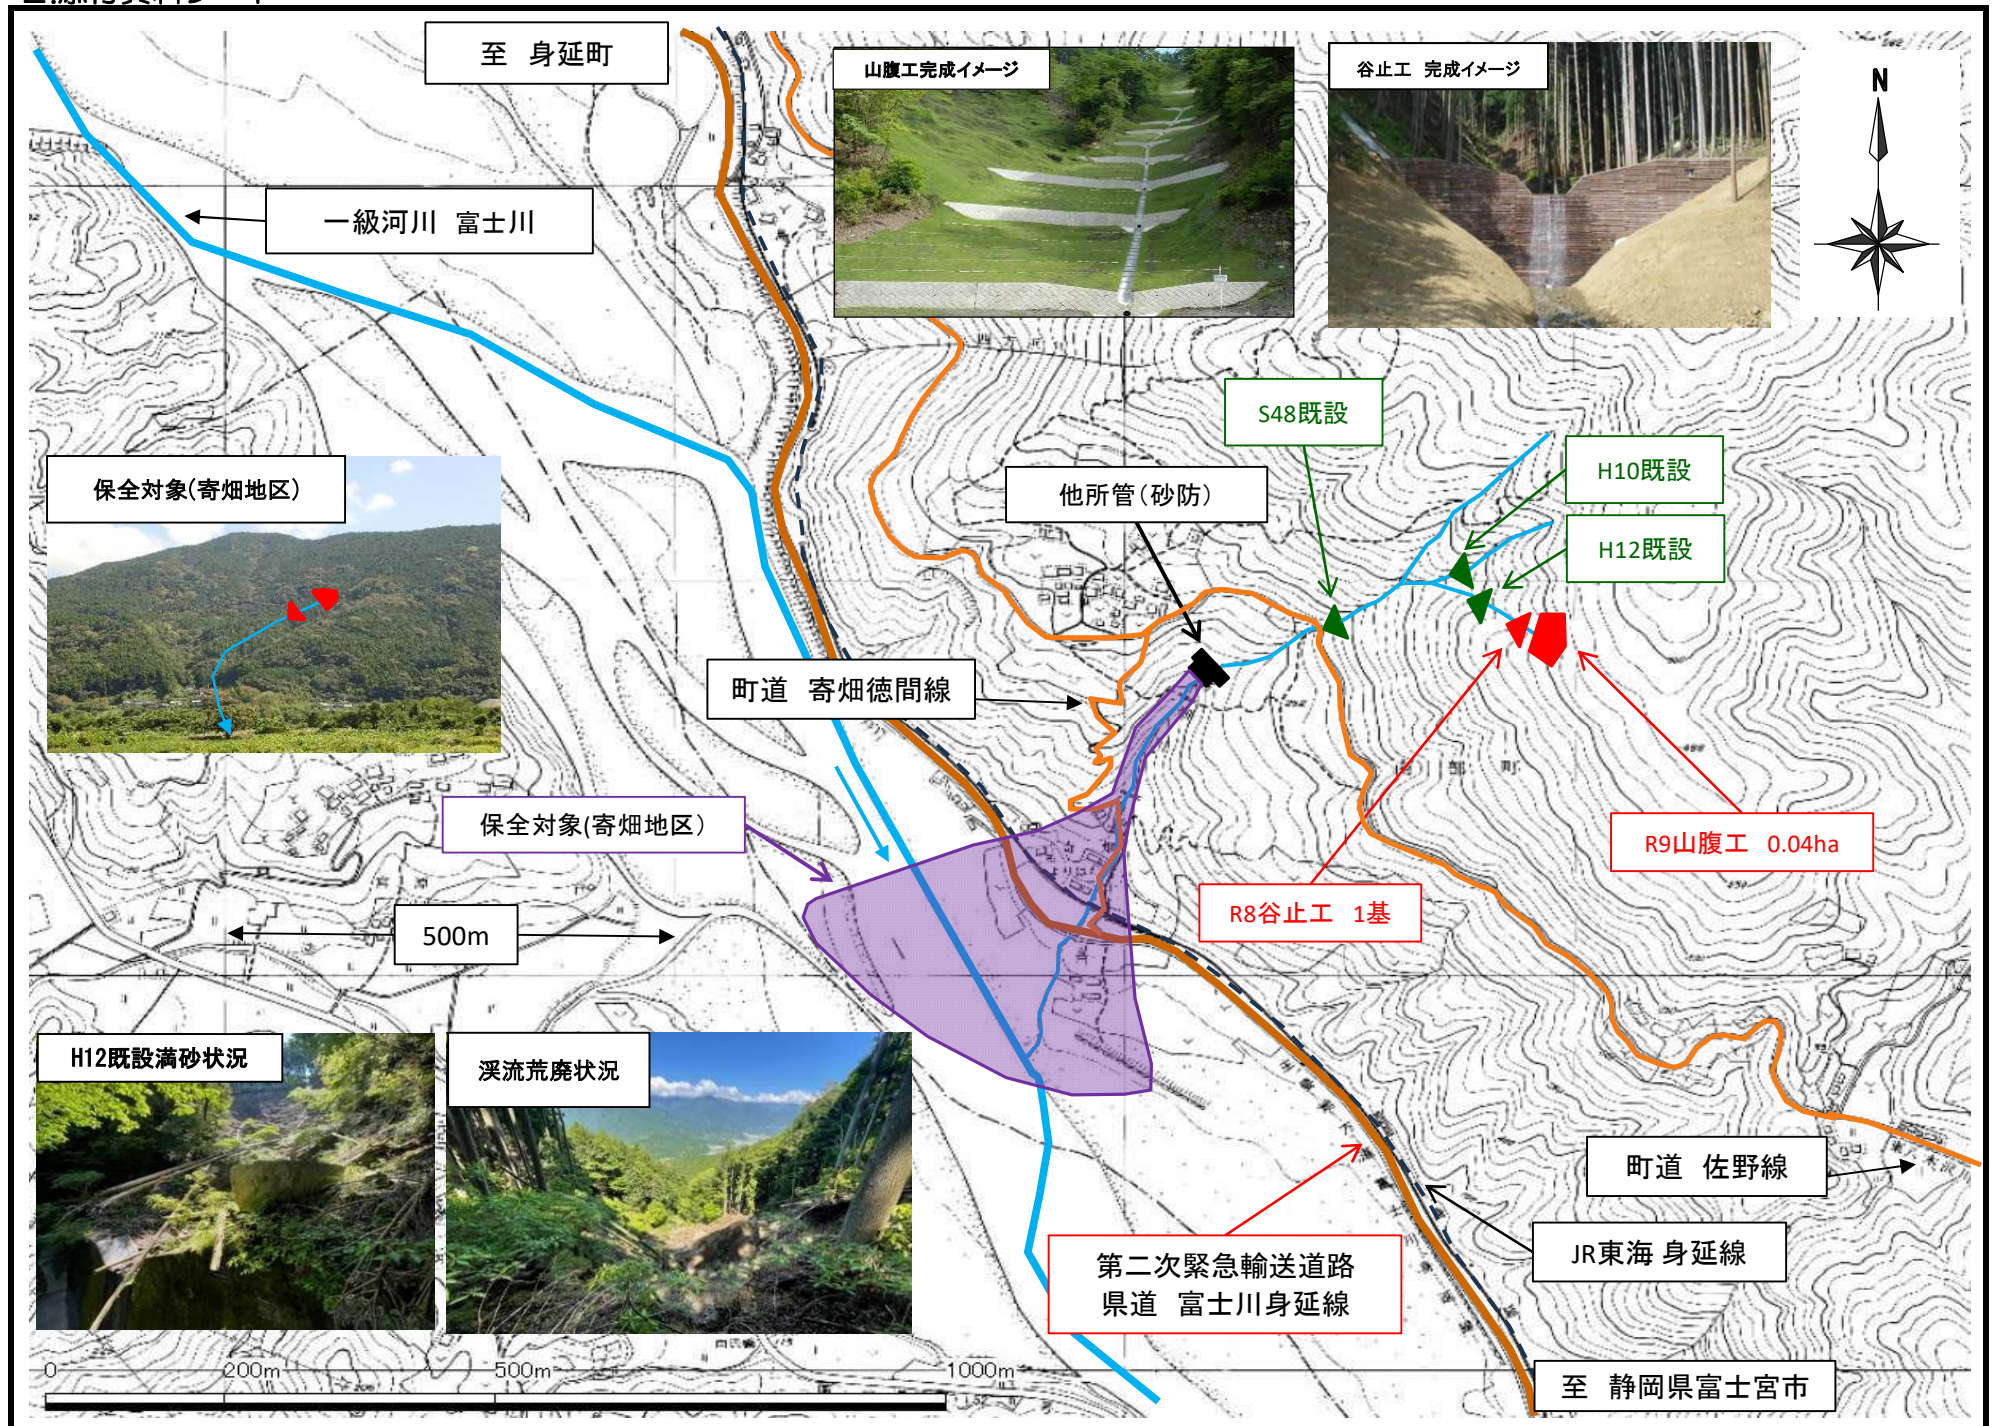 至 身延町
山腹工完成イメージ
谷止工 完成イメージ
N
一級河川 富士川
S48既設
H10既設
保全対象(寄畑地区)
他所管(砂防)
H12既設
町道 寄畑徳間線
保全対象(寄畑地区)
R9山腹工 0.04ha
R8谷止工 1基
500m
H12既設満砂状況
渓流荒廃状況
町道 佐野線
JR東海 身延線
第二次緊急輸送道路
県道 富士川身延線
至 静岡県富士宮市
0 200m 500m 1000m